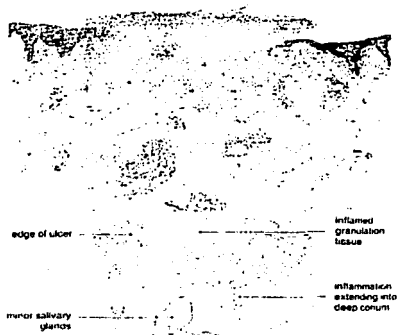 edge of ulcer
minor salivary
glands
inflamed
granulation
tissue
inflammation
extending into
deep corium